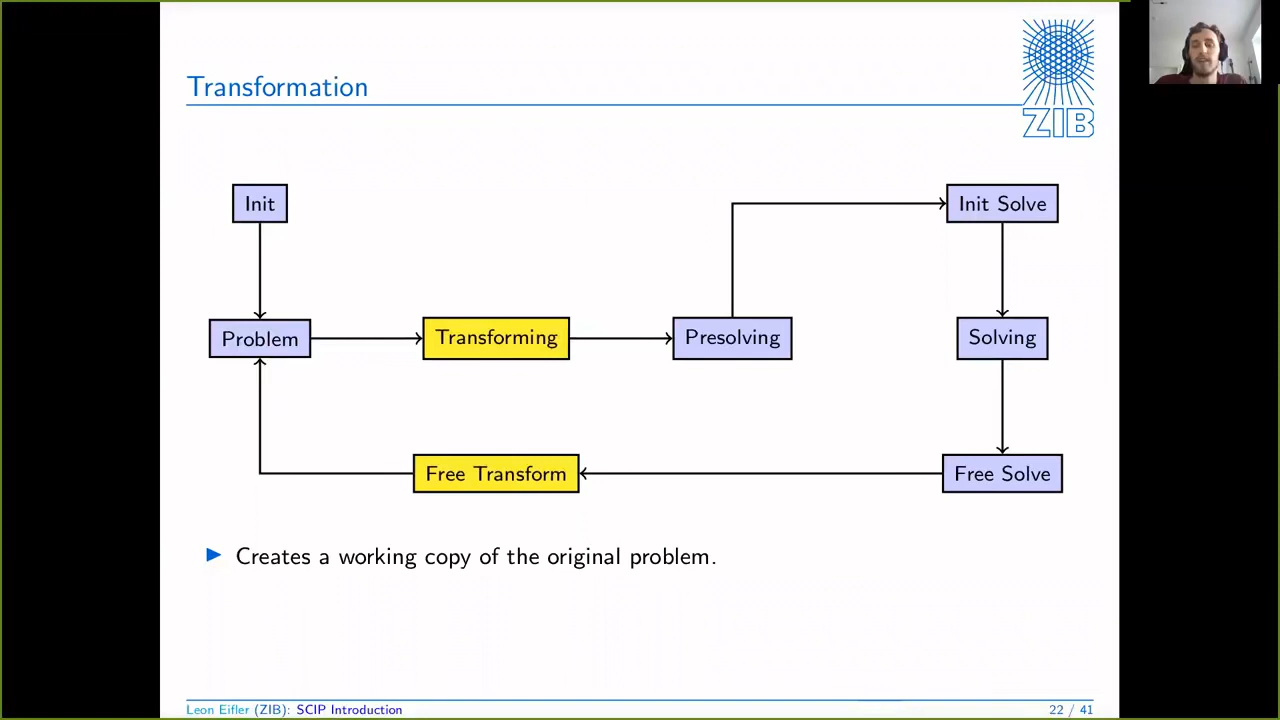 Transformation
ZIB
Init
Init Solve
Problem
Transforming
Presolving
Solving
Free Transform
Free Solve
Creates a working copy of the original problem.
Leon Eifler (ZIB): SCIP Introduction
22 / 41